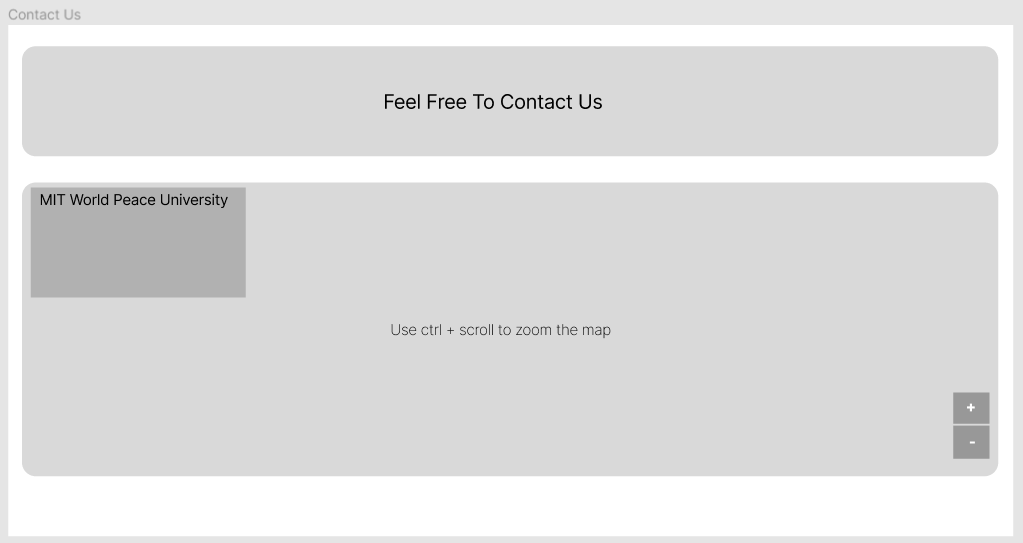 Contact Us
Feel Free To Contact Us
MIT World Peace University
Use ctrl + scroll to zoom the map
+
-